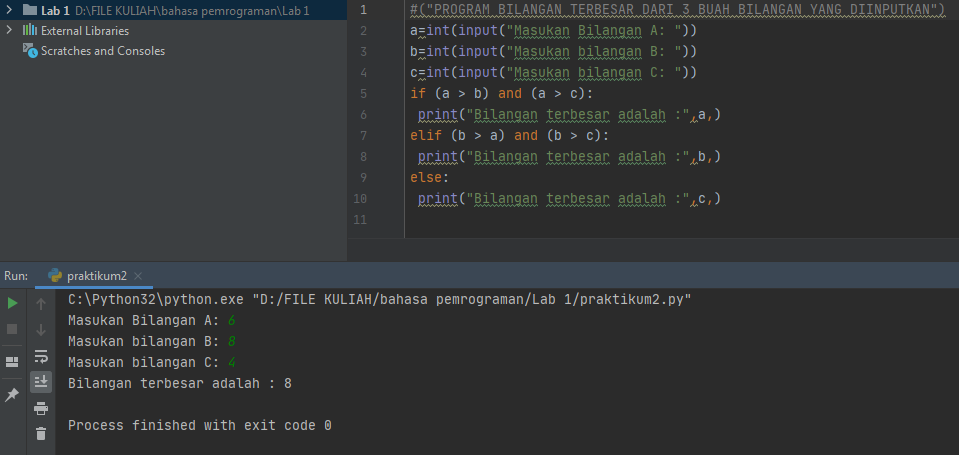 Lab 1 D:\FILE KULIAH\bahasa pemrograman\Lab 1
External Libraries
Scratches and Consoles
1 #("PROGRAM BILANGAN TERBESAR DARI 3 BUAH BILANGAN YANG DIINPUTKAN")
2 a=int(input("Masukan Bilangan A: "))
3 b=int(input("Masukan bilangan B: "))
4 c=int(input("Masukan bilangan C: "))
5 if (a > b) and (a > c):
6  print("Bilangan terbesar adalah :",a,)
7 elif (b > a) and (b > c):
8  print("Bilangan terbesar adalah :",b,)
9 else:
10  print("Bilangan terbesar adalah :",c,)
11
Run: praktikum2
C:\Python32\python.exe "D:/FILE KULIAH/bahasa pemrograman/Lab 1/praktikum2.py"
Masukan Bilangan A: 6
Masukan bilangan B: 8
Masukan bilangan C: 4
Bilangan terbesar adalah : 8
Process finished with exit code 0